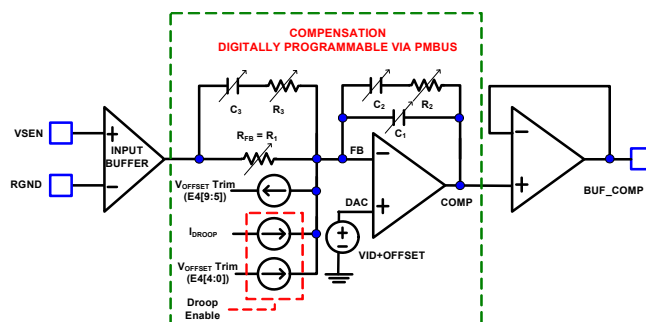 COMPENSATION
DIGITALLY PROGRAMMABLE VIA PMBUS
C3
R3
C2
R2
C1
VSEN
+
INPUT
BUFFER
RFB = R1
FB
−
−
RGND
−
VOFFSET Trim
(E4[9:5])
DAC
+
COMP
+
BUF_COMP
IDROOP
+
−
VID+OFFSET
VOFFSET Trim
(E4[4:0])
Droop
Enable